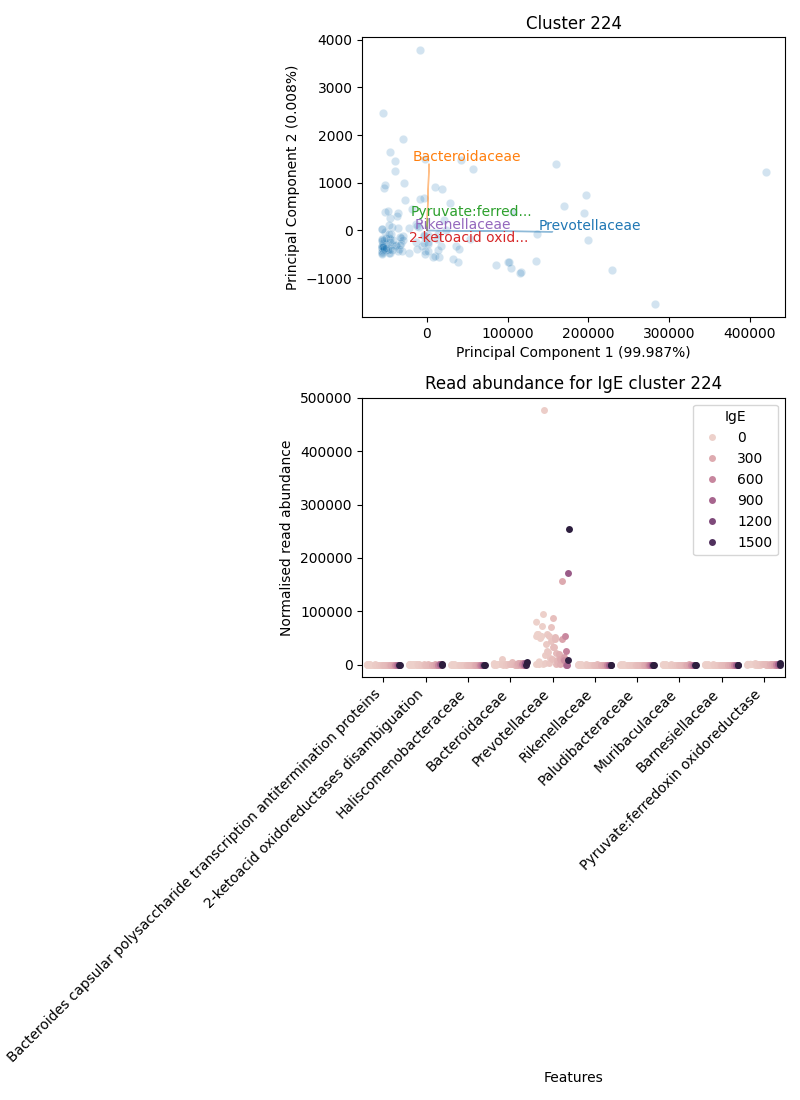 Cluster 224
4000
3000
2000
1000
0
−1000
Principal Component 2 (0.008%)
Bacteroidaceae
Pyruvate:ferred...
Rikenellaceae
Prevotellaceae
2-ketoacid oxid...
0
100000
200000
300000
400000
Principal Component 1 (99.987%)
Read abundance for IgE cluster 224
500000
400000
300000
200000
100000
0
Normalised read abundance
IgE
0
300
600
900
1200
1500
Bacteroides capsular polysaccharide transcription antitermination proteins
2-ketoacid oxidoreductases disambiguation
Haliscomenobacteraceae
Bacteroidaceae
Prevotellaceae
Rikenellaceae
Paludibacteraceae
Muribaculaceae
Barnesiellaceae
Pyruvate:ferredoxin oxidoreductase
Features